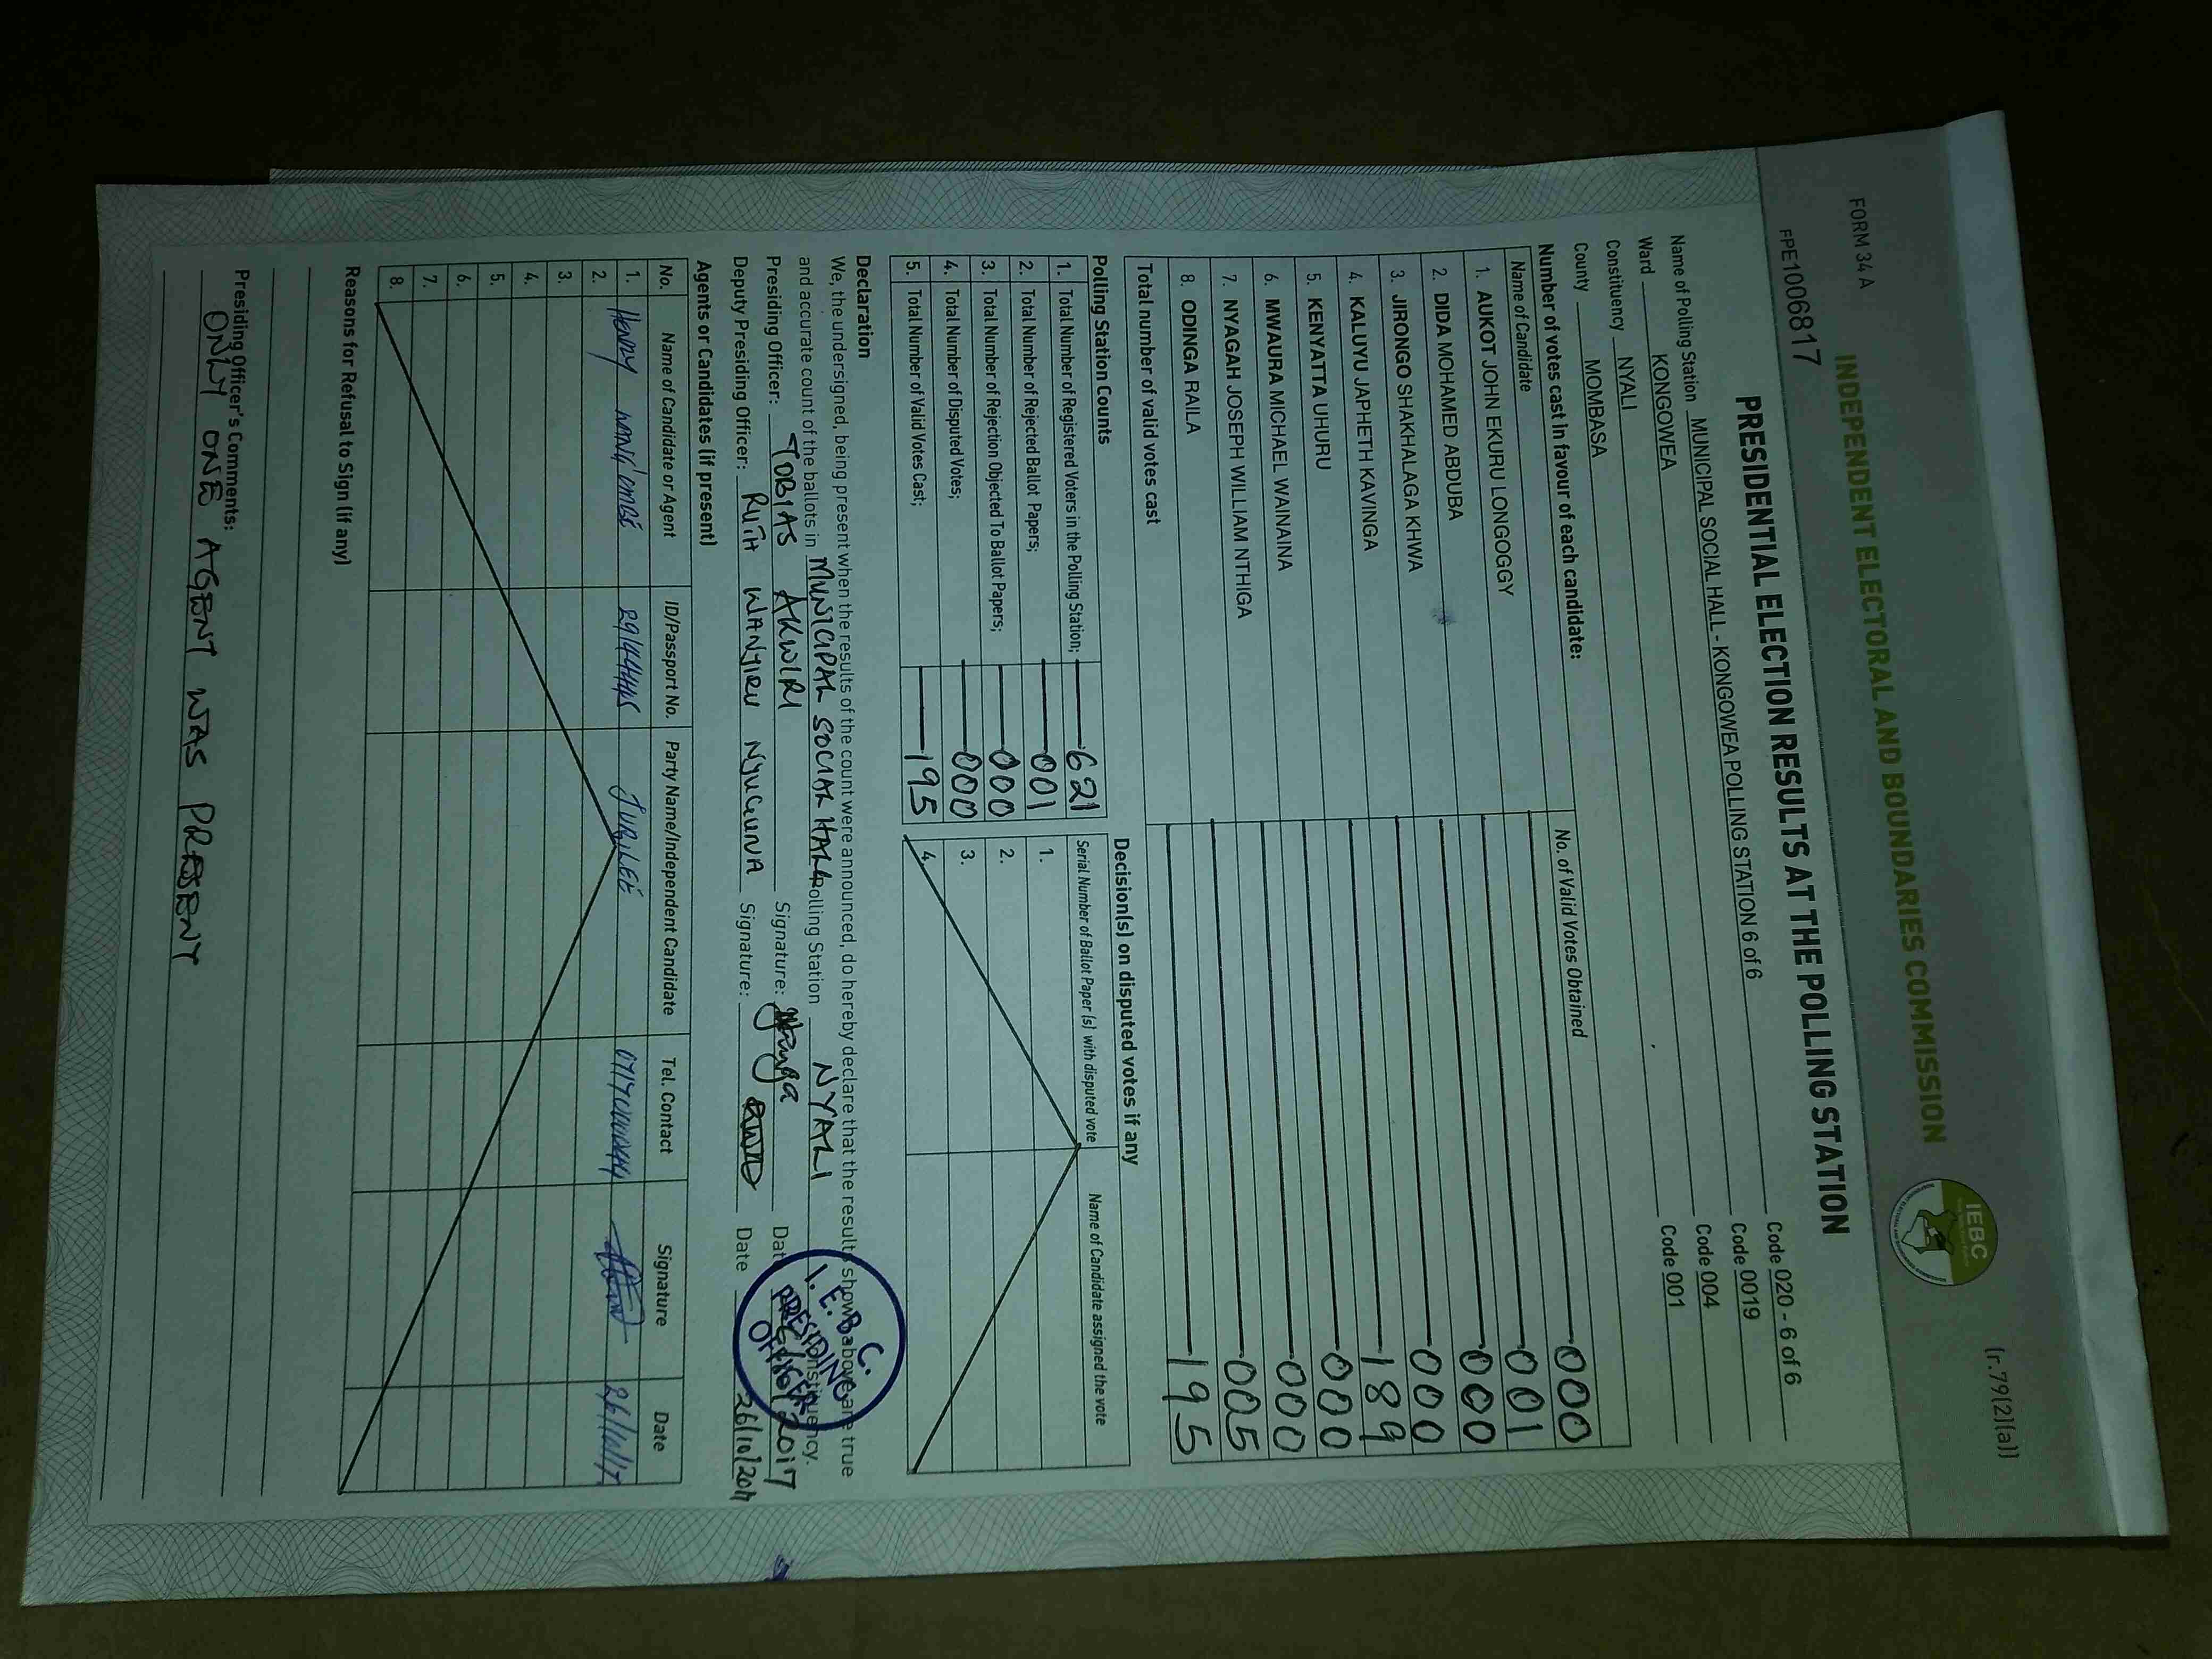 FORM 34 A
(r.79(2)(a))
INDEPENDENT ELECTORAL AND BOUNDARIES COMMISSION
IEBC
FPE1006817
PRESIDENTIAL ELECTION RESULTS AT THE POLLING STATION
Name of Polling Station MUNICIPAL SOCIAL HALL - KONGOWEA POLLING STATION 6 of 6 Code 020 - 6 of 6
Ward KONGOWEA Code 0019
Constituency NYALI Code 004
County MOMBASA Code 001
Number of votes cast in favour of each candidate:
Name of Candidate No. of Valid Votes Obtained
1. AUKOT JOHN EKURU LONGOGGY 000
2. DIDA MOHAMED ABDUBA 001
3. JIRONGO SHAKHALAGA KHWA 000
4. KALUYU JAPHETH KAVINGA 000
5. KENYATTA UHURU 189
6. MWAURA MICHAEL WAINAINA 000
7. NYAGAH JOSEPH WILLIAM NTHIGA 000
8. ODINGA RAILA 005
Total number of valid votes cast 195
Polling Station Counts
1. Total Number of Registered Voters in the Polling Station; 621
2. Total Number of Rejected Ballot Papers; 001
3. Total Number of Rejection Objected To Ballot Papers; 000
4. Total Number of Disputed Votes; 000
5. Total Number of Valid Votes Cast; 195
Decision(s) on disputed votes if any
Serial Number of Ballot Paper (s) with disputed vote Name of Candidate assigned the vote
1.
2.
3.
4.
Declaration
We, the undersigned, being present when the results of the count were announced, do hereby declare that the results shown above are true
and accurate count of the ballots in MUNICIPAL SOCIAL HALL Polling Station NYALI Constituency.
Presiding Officer: TOBIAS AKWIRI Signature: Date 26/10/2017
Deputy Presiding Officer: RUTH WANJIRU NJUGUNA Signature: Date 26/10/2017
I. E. B. C. PRESIDING OFFICER
Agents or Candidates (if present)
No. Name of Candidate or Agent ID/Passport No. Party Name/Independent Candidate Tel. Contact Signature Date
1. Henry JUBILEE 26/10/17
2.
3.
4.
5.
6.
7.
8.
Reasons for Refusal to Sign (if any)
Presiding Officer's Comments:
ONLY ONE AGENT WAS PRESENT